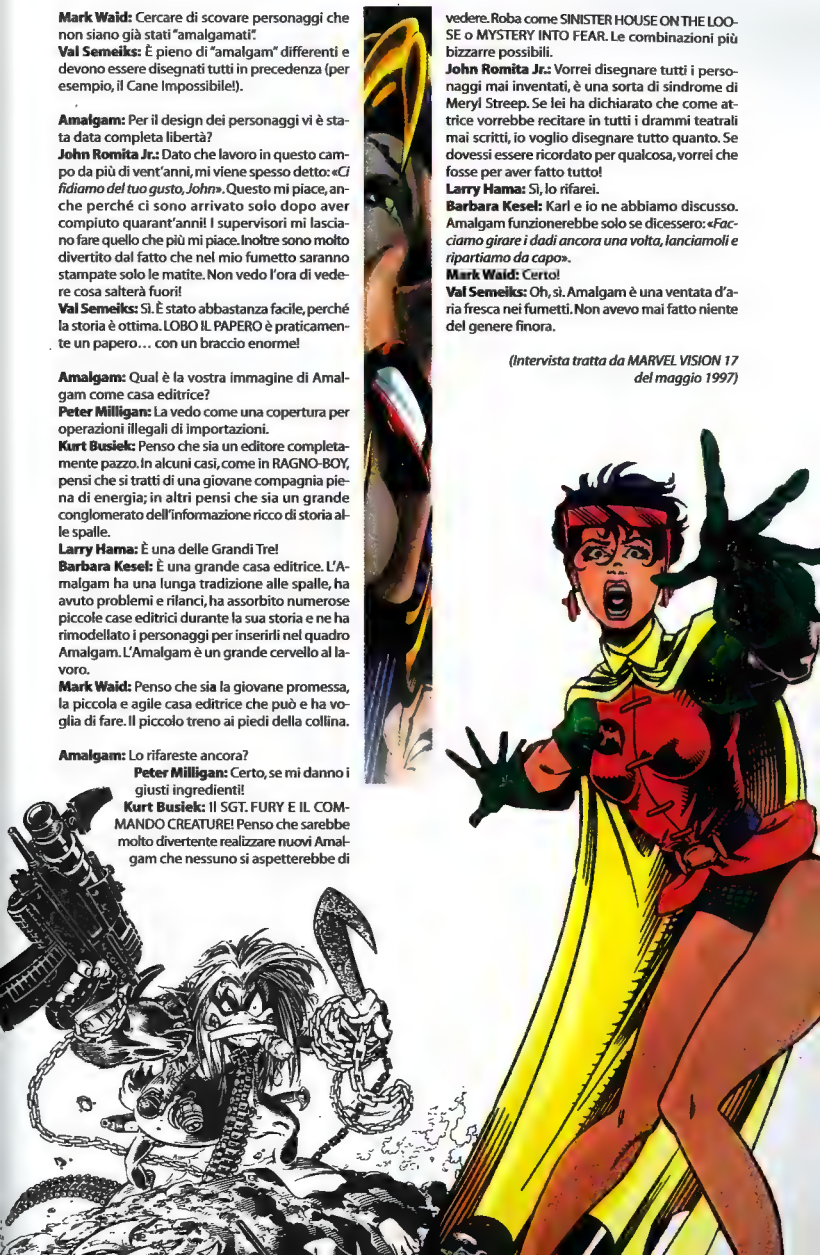 Mark Waid: Cercare di scovare personaggi che
non siano già stati "amalgamati".
Val Semeiks: È pieno di "amalgam" differenti e
devono essere disegnati tutti in precedenza (per
esempio, il Cane Impossibile!).
Amalgam: Per il design dei personaggi vi è sta-
ta data completa libertà?
John Romita Jr.: Dato che lavoro in questo cam-
po da più di vent'anni, mi viene spesso detto: «Ci
fidiamo del tuo gusto, John». Questo mi piace, an-
che perché ci sono arrivato solo dopo aver
compiuto quarant'anni! I supervisori mi lascia-
no fare quello che più mi piace. Inoltre sono molto
divertito dal fatto che nel mio fumetto saranno
stampate solo le matite. Non vedo l'ora di vede-
re cosa salterà fuori!
Val Semeiks: Sì. È stato abbastanza facile, perché
la storia è ottima. LOBO IL PAPERO è praticamen-
te un papero... con un braccio enorme!
Amalgam: Qual è la vostra immagine di Amal-
gam come casa editrice?
Peter Milligan: La vedo come una copertura per
operazioni illegali di importazioni.
Kurt Busiek: Penso che sia un editore completa-
mente pazzo. In alcuni casi, come in RAGNO-BOY,
pensi che si tratti di una giovane compagnia pie-
na di energia; in altri pensi che sia un grande
conglomerato dell'informazione ricco di storia al-
le spalle.
Larry Hama: È una delle Grandi Tre!
Barbara Kesel: È una grande casa editrice. L'A-
malgam ha una lunga tradizione alle spalle, ha
avuto problemi e rilanci, ha assorbito numerose
piccole case editrici durante la sua storia e ne ha
rimodellato i personaggi per inserirli nel quadro
Amalgam. L'Amalgam è un grande cervello al la-
voro.
Mark Waid: Penso che sia la giovane promessa,
la piccola e agile casa editrice che può e ha vo-
glia di fare. Il piccolo treno ai piedi della collina.
Amalgam: Lo rifareste ancora?
Peter Milligan: Certo, se mi danno i
giusti ingredienti!
Kurt Busiek: Il SGT. FURY E IL COM-
MANDO CREATURE! Penso che sarebbe
molto divertente realizzare nuovi Amal-
gam che nessuno si aspetterebbe di
vedere. Roba come SINISTER HOUSE ON THE LOO-
SE o MYSTERY INTO FEAR. Le combinazioni più
bizzarre possibili.
John Romita Jr.: Vorrei disegnare tutti i perso-
naggi mai inventati, è una sorta di sindrome di
Meryl Streep. Se lei ha dichiarato che come at-
trice vorrebbe recitare in tutti i drammi teatrali
mai scritti, io voglio disegnare tutto quanto. Se
dovessi essere ricordato per qualcosa, vorrei che
fosse per aver fatto tutto!
Larry Hama: Sì, lo rifarei.
Barbara Kesel: Karl e io ne abbiamo discusso.
Amalgam funzionerebbe solo se dicessero: «Fac-
ciamo girare i dadi ancora una volta, lanciamoli e
ripartiamo da capo».
Mark Waid: Certo!
Val Semeiks: Oh, sì. Amalgam è una ventata d'a-
ria fresca nei fumetti. Non avevo mai fatto niente
del genere finora.
(Intervista tratta da MARVEL VISION 17
del maggio 1997)